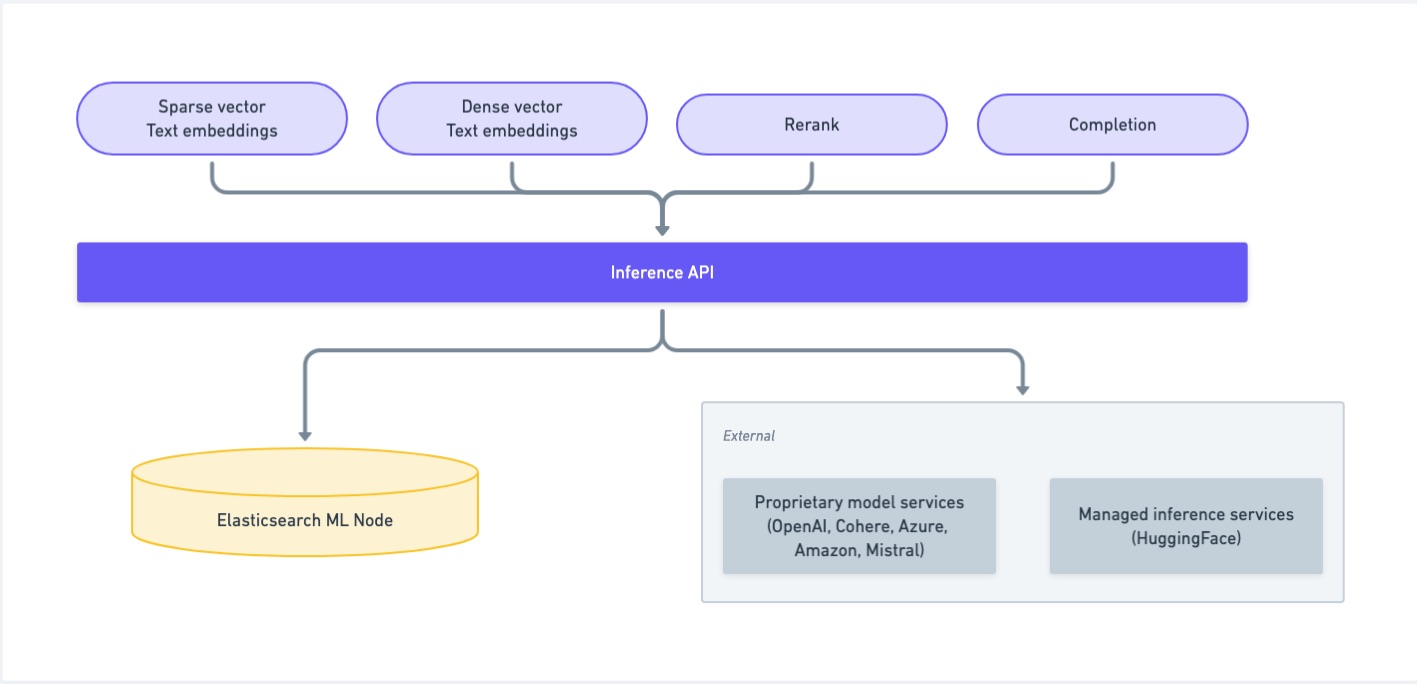 Sparse vector
Text embeddings
Dense vector
Text embeddings
Rerank
Completion
Inference API
Elasticsearch ML Node
External
Proprietary model services
(OpenAI, Cohere, Azure,
Amazon, Mistral)
Managed inference services
(HuggingFace)